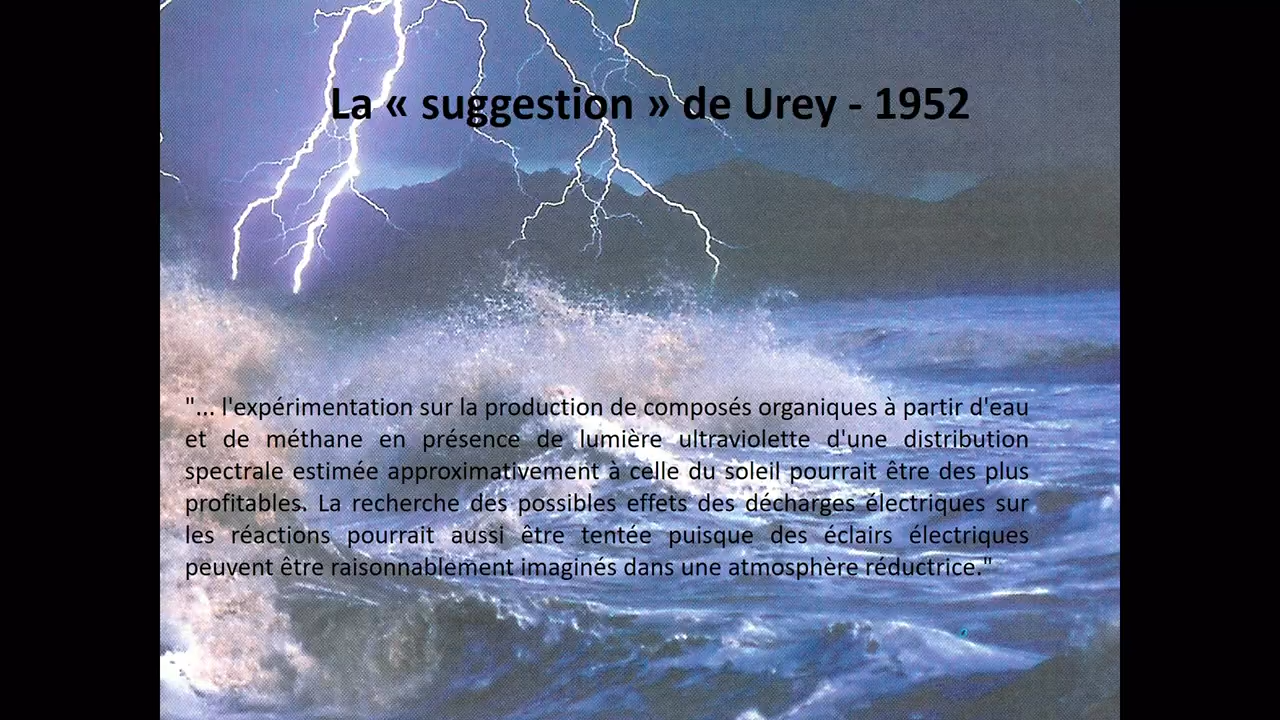 La « suggestion » de Urey - 1952
"... l'expérimentation sur la production de composés organiques à partir d'eau
et de méthane en présence de lumière ultraviolette d'une distribution
spectrale estimée approximativement à celle du soleil pourrait être des plus
profitables. La recherche des possibles effets des décharges électriques sur
les réactions pourrait aussi être tentée puisque des éclairs électriques
peuvent être raisonnablement imaginés dans une atmosphère réductrice."